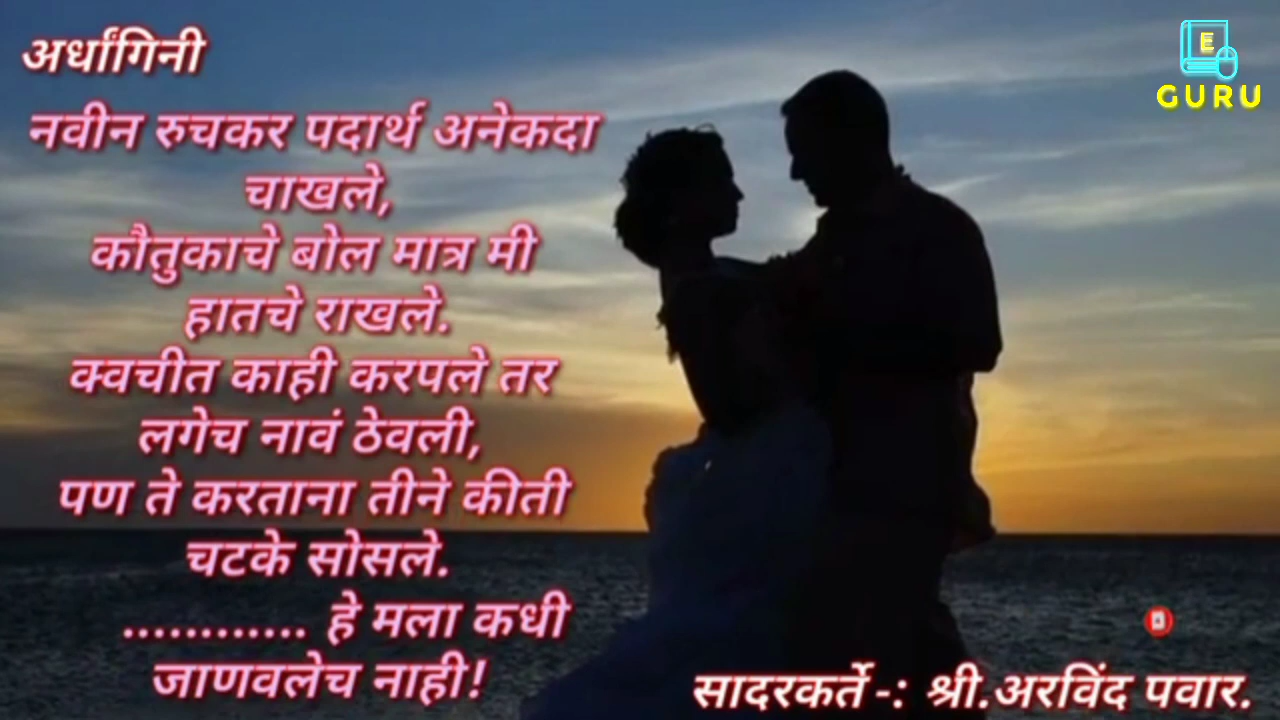 अर्धांगिनी
E
GURU
नवीन रुचकर पदार्थ अनेकदा
चाखले,
कौतुकाचे बोल मात्र मी
हातचे राखले.
क्वचीत काही करपले तर
लगेच नावं ठेवली,
पण ते करताना तीने कीती
चटके सोसले.
............ हे मला कधी
जाणवलेच नाही!
सादरकर्ते -: श्री.अरविंद पवार.